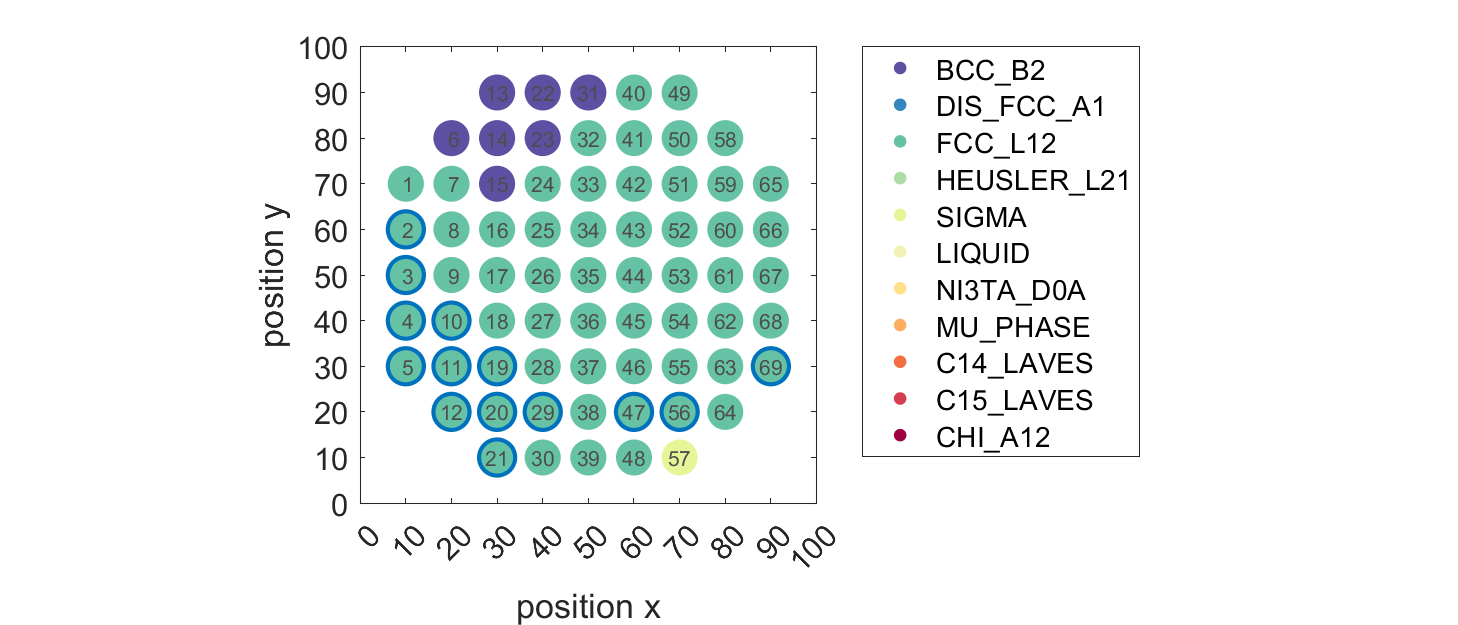 100
90
80
70
60
50
40
30
20
10
0
position y
13 22 31 40 49
6 14 23 32 41 50 58
1 7 15 24 33 42 51 59 65
2 8 16 25 34 43 52 60 66
3 9 17 26 35 44 53 61 67
4 10 18 27 36 45 54 62 68
5 11 19 28 37 46 55 63 69
12 20 29 38 47 56 64
21 30 39 48 57
0 10 20 30 40 50 60 70 80 90 100
position x
BCC_B2
DIS_FCC_A1
FCC_L12
HEUSLER_L21
SIGMA
LIQUID
NI3TA_D0A
MU_PHASE
C14_LAVES
C15_LAVES
CHI_A12